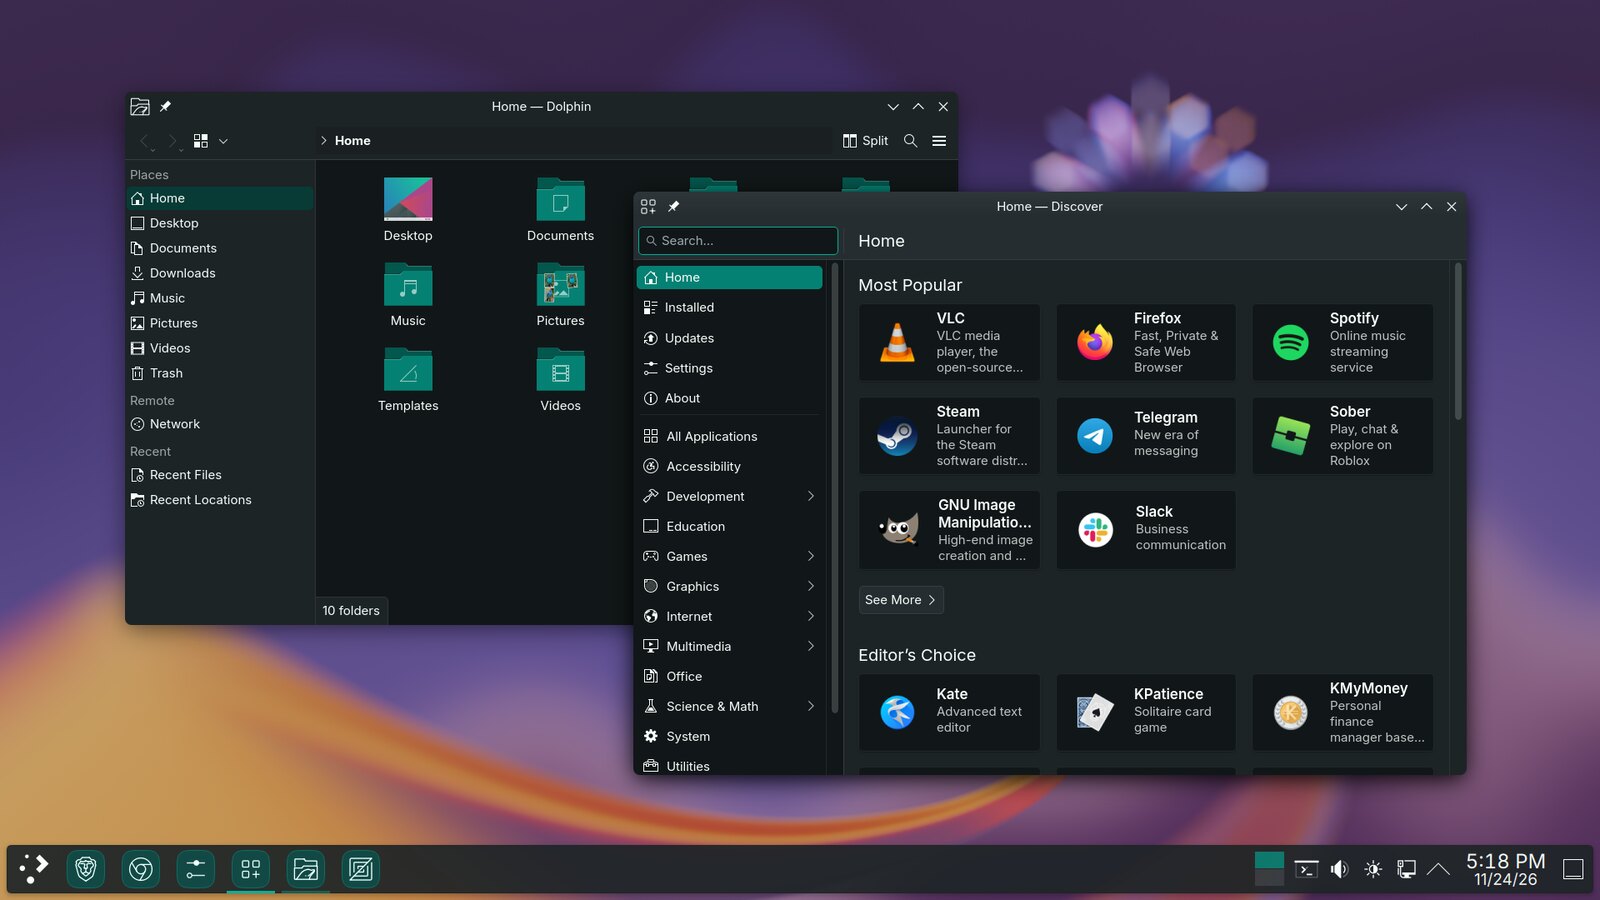 Home — Dolphin
Home
Split
Places
Home
Desktop
Documents
Downloads
Music
Pictures
Videos
Trash
Remote
Network
Recent
Recent Files
Recent Locations
Desktop
Documents
Music
Pictures
Templates
Videos
10 folders
Home — Discover
Search...
Home
Home
Installed
Updates
Settings
About
All Applications
Accessibility
Development
Education
Games
Graphics
Internet
Multimedia
Office
Science & Math
System
Utilities
Most Popular
VLC
VLC media
player, the
open-source...
Firefox
Fast, Private &
Safe Web
Browser
Spotify
Online music
streaming
service
Steam
Launcher for
the Steam
software distr...
Telegram
New era of
messaging
Sober
Play, chat &
explore on
Roblox
GNU Image
Manipulatio...
High-end image
creation and ...
Slack
Business
communication
See More
Editor’s Choice
Kate
Advanced text
editor
KPatience
Solitaire card
game
KMyMoney
Personal
finance
manager base...
5:18 PM
11/24/26